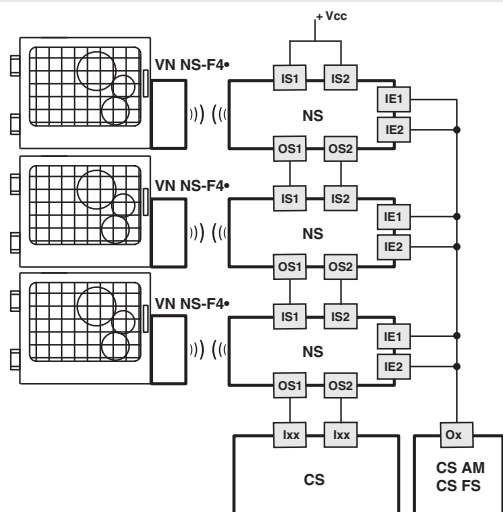 + Vcc
VN NS-F4•
IS1 IS2
IE1
NS
IE2
OS1 OS2
VN NS-F4•
IS1 IS2
IE1
NS
IE2
OS1 OS2
VN NS-F4•
IS1 IS2
IE1
NS
IE2
OS1 OS2
Ixx Ixx
Ox
CS
CS AM
CS FS